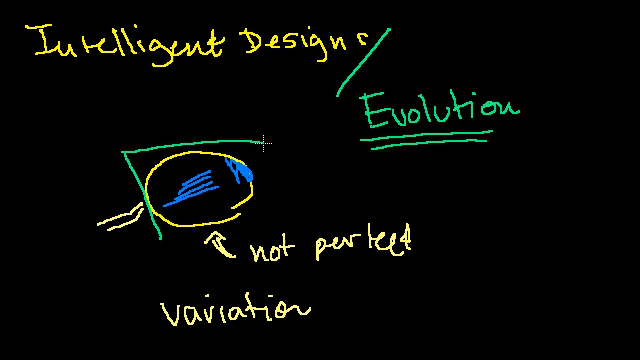 Intelligent Designs /
Evolution
not perfect
variation